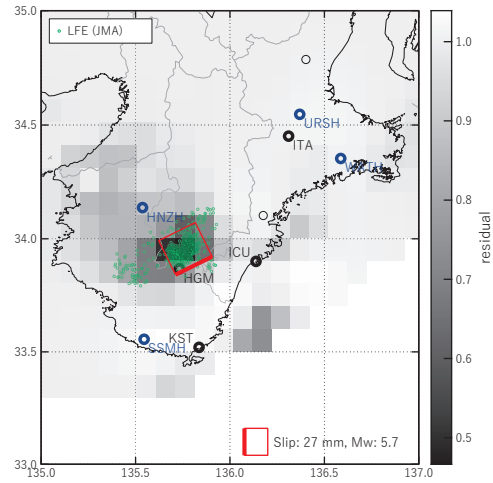 35.0
LFE (JMA)
1.0
URSH
34.5
ITA
0.9
HNZH
0.8
34.0
ICU
HGM
0.7
residual
KST
SSMH
33.5
0.6
Slip: 27 mm, Mw: 5.7
0.5
33.0
135.0 135.5 136.0 136.5 137.0